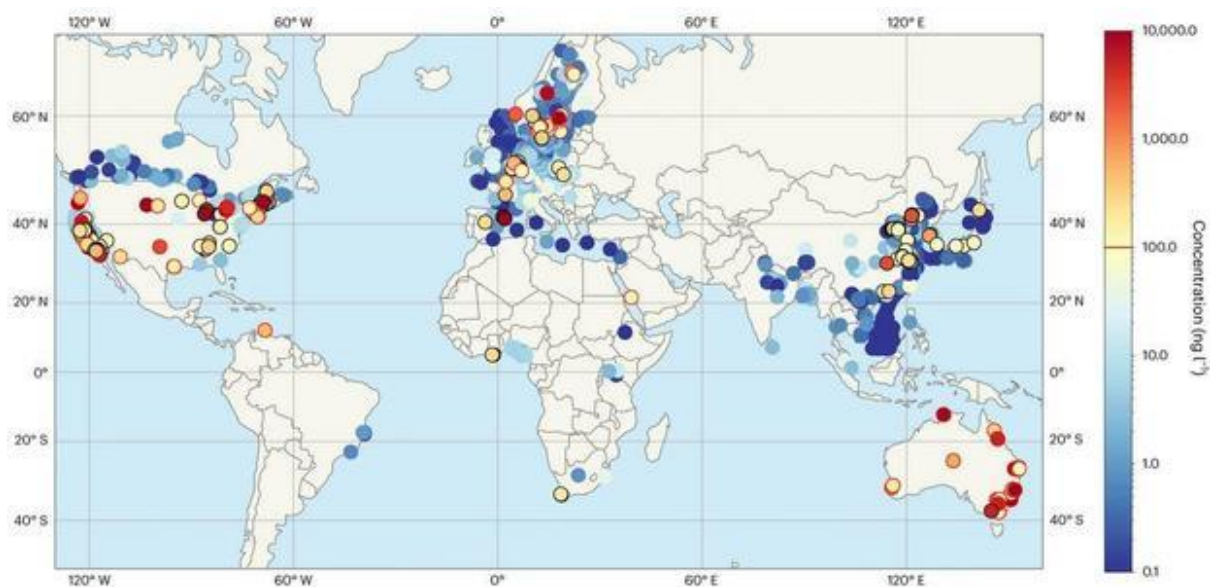 120° W 60° W 0° 60° E 120° E
10,000.0
60° N 60° N
1,000.0
40° N 40° N
100.0
20° N 20° N
10.0
0° 0°
20° S 20° S
1.0
40° S 40° S
0.1
120° W 60° W 0° 60° E 120° E
Concentration (ng l⁻¹)